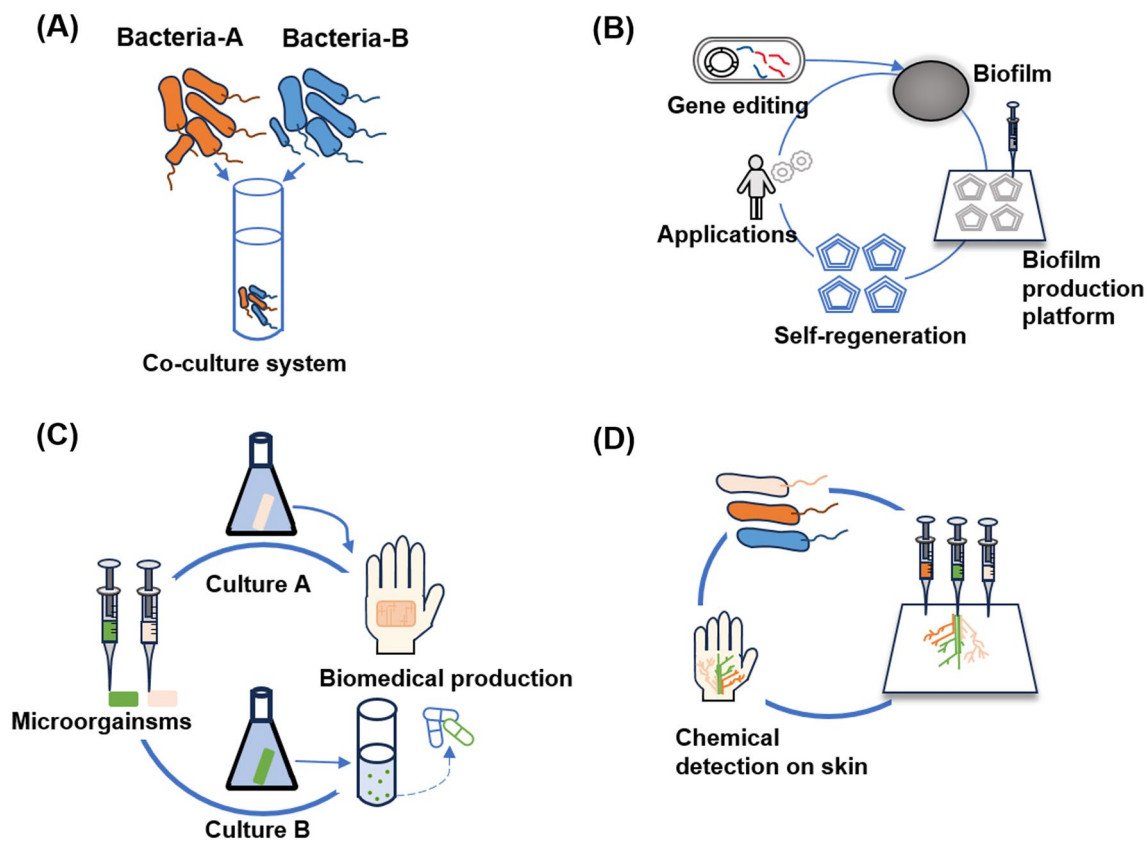 (A)
Bacteria-A
Bacteria-B
Co-culture system
(B)
Gene editing
Biofilm
Applications
Biofilm
production
platform
Self-regeneration
(C)
Culture A
Microorgainsms
Biomedical production
Culture B
(D)
Chemical
detection on skin